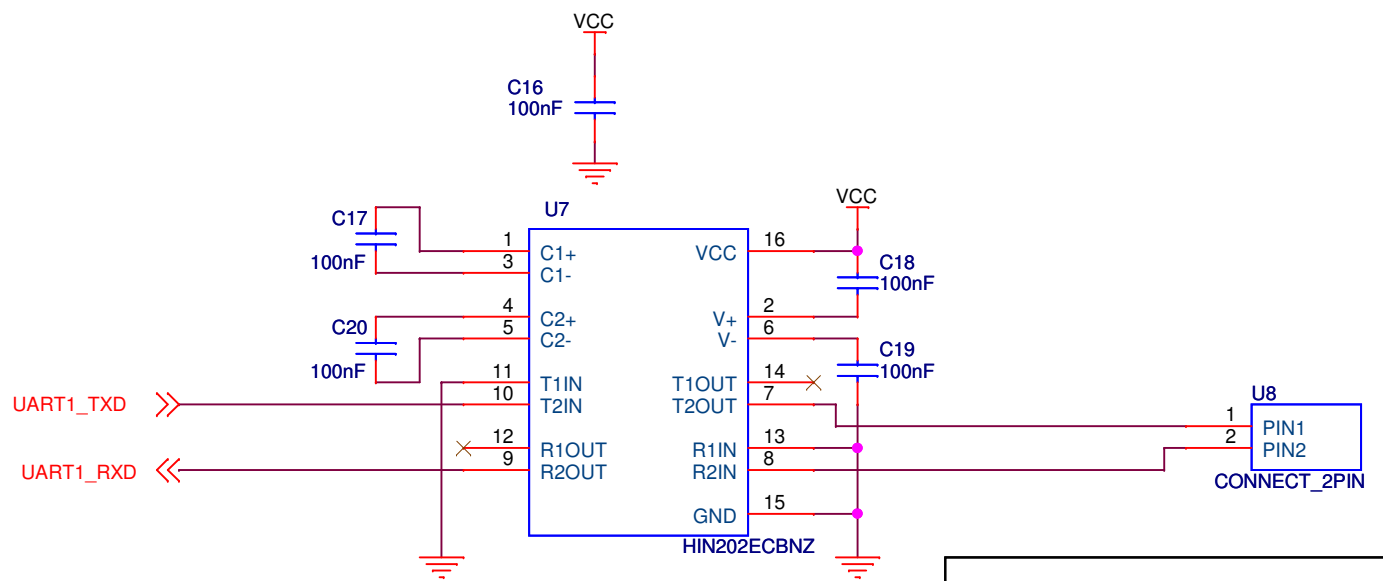 VCC
C16
100nF
VCC
U7
C17
100nF
1
C1+
3
C1-
VCC
16
C18
100nF
C20
100nF
4
C2+
5
C2-
V+
2
V-
6
C19
100nF
UART1_TXD
11
T1IN
10
T2IN
T1OUT
14
T2OUT
7
U8
1
PIN1
2
PIN2
CONNECT_2PIN
UART1_RXD
12
R1OUT
9
R2OUT
R1IN
13
R2IN
8
GND
15
HIN202ECBNZ